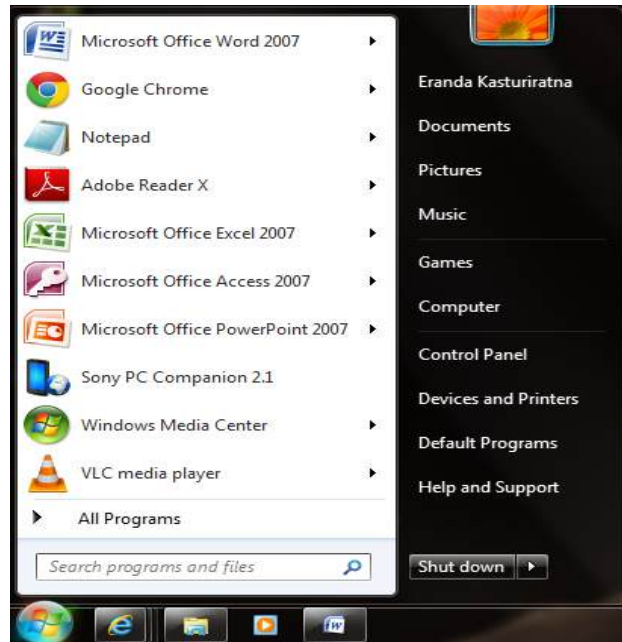 Microsoft Office Word 2007
Google Chrome
Notepad
Adobe Reader X
Microsoft Office Excel 2007
Microsoft Office Access 2007
Microsoft Office PowerPoint 2007
Sony PC Companion 2.1
Windows Media Center
VLC media player
All Programs
Search programs and files
Eranda Kasturiratna
Documents
Pictures
Music
Games
Computer
Control Panel
Devices and Printers
Default Programs
Help and Support
Shut down